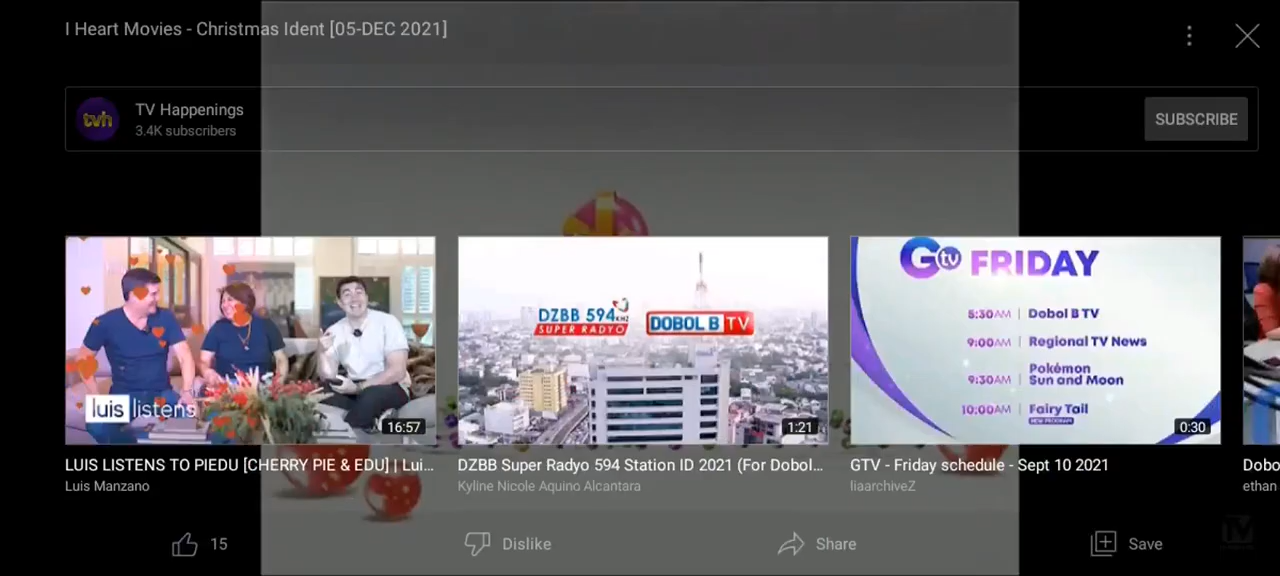 I Heart Movies - Christmas Ident [05-DEC 2021]
tvh
TV Happenings
3.4K subscribers
SUBSCRIBE
luis listens
16:57
DZBB 594 KHZ
SUPER RADYO
DOBOL B TV
1:21
Gtv FRIDAY
5:30AM | Dobol B TV
9:00AM | Regional TV News
9:30AM | Pokémon
Sun and Moon
10:00AM | Fairy Tail
NEW PROGRAM
0:30
LUIS LISTENS TO PIEDU [CHERRY PIE & EDU] | Lui...
Luis Manzano
DZBB Super Radyo 594 Station ID 2021 (For Dobol...
Kyline Nicole Aquino Alcantara
GTV - Friday schedule - Sept 10 2021
liaarchiveZ
Dobo
ethan
15
Dislike
Share
Save
TV